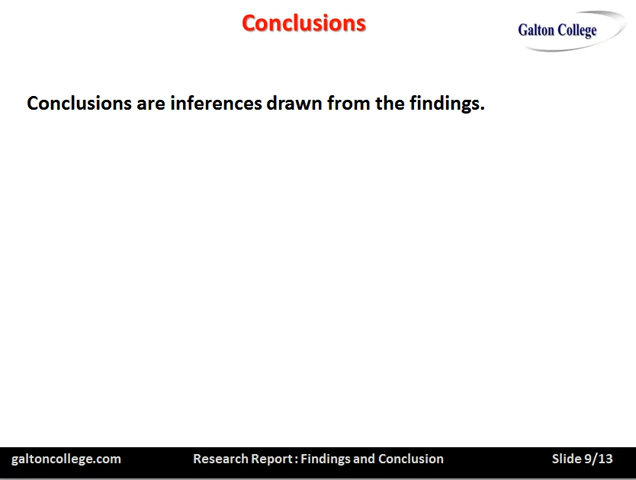 Conclusions
Galton College
Conclusions are inferences drawn from the findings.
galtoncollege.com Research Report : Findings and Conclusion Slide 9/13